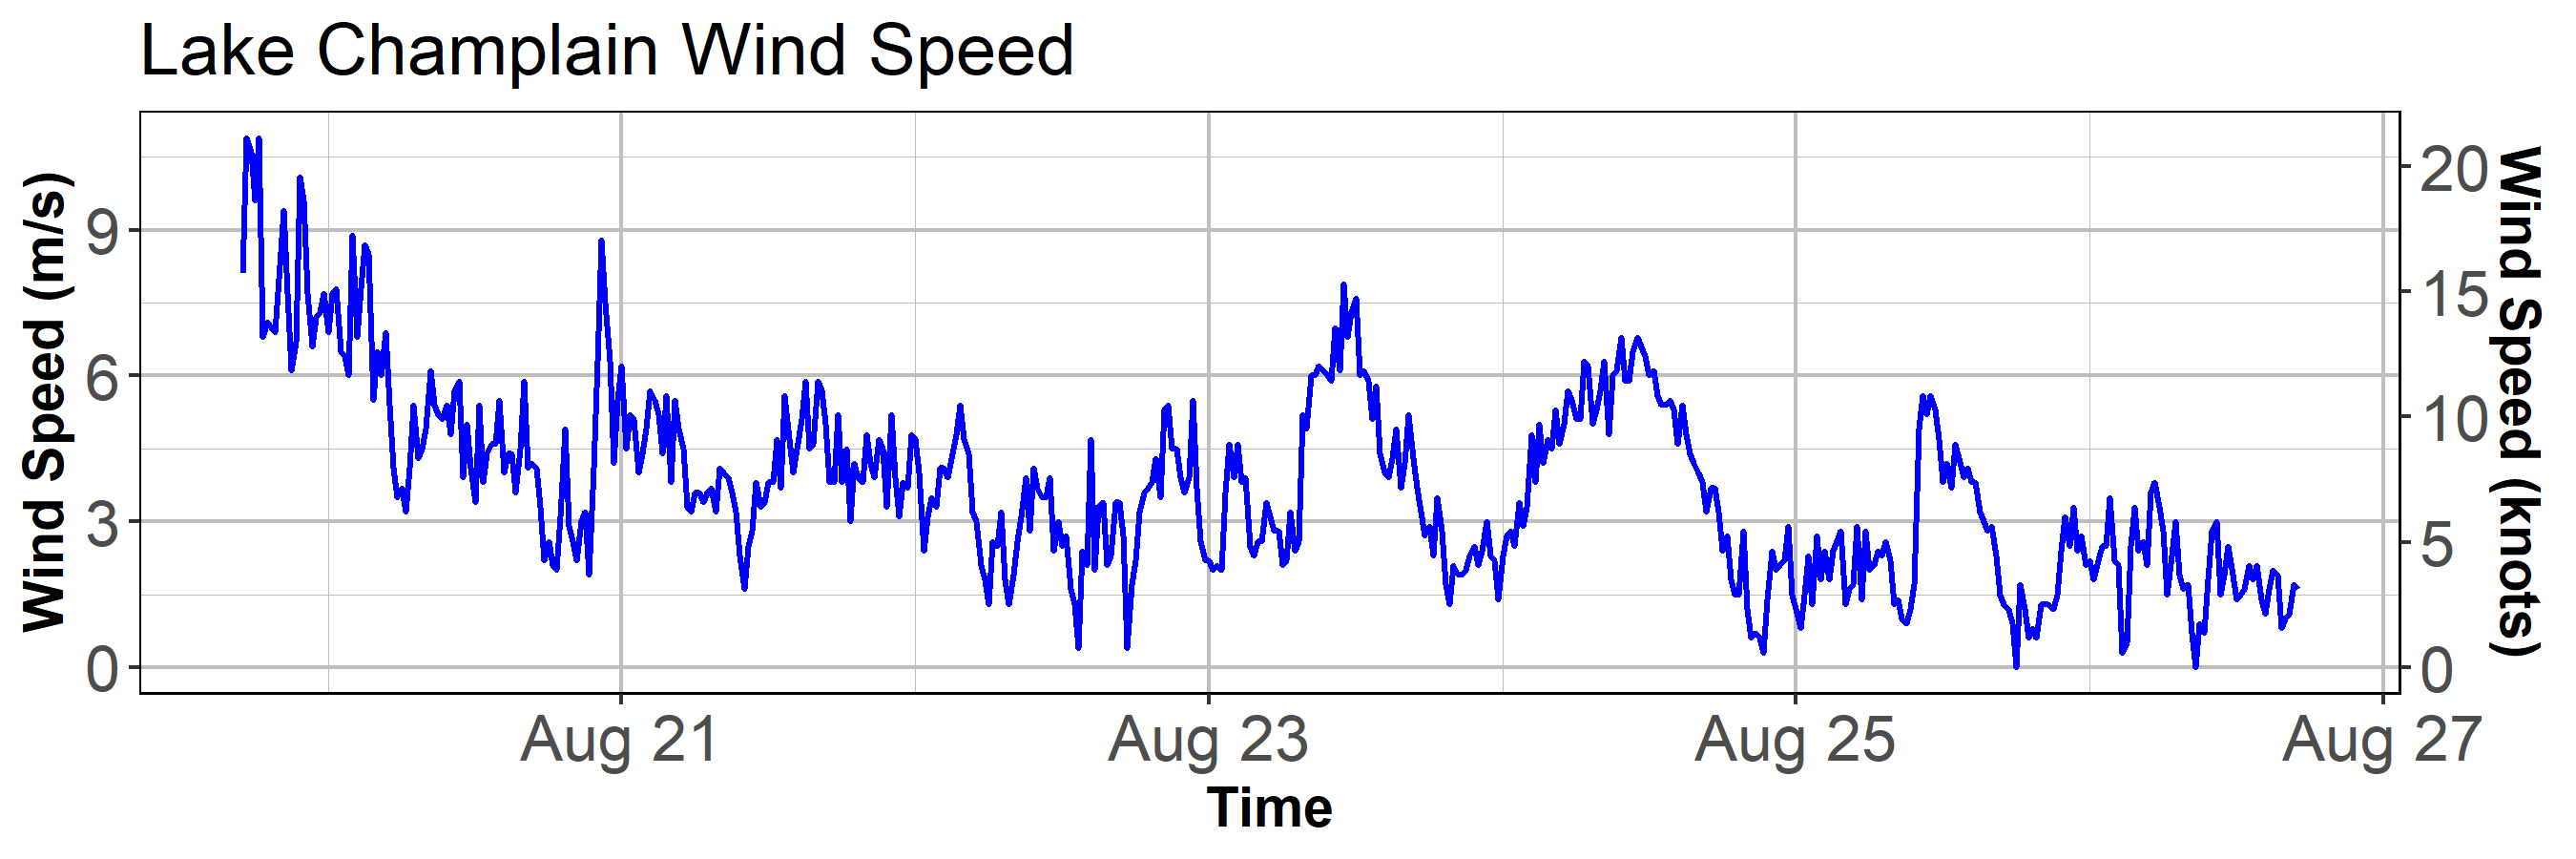 Lake Champlain Wind Speed
Wind Speed (m/s)
9
6
3
0
20
15
10
5
0
Wind Speed (knots)
Aug 21
Aug 23
Aug 25
Aug 27
Time